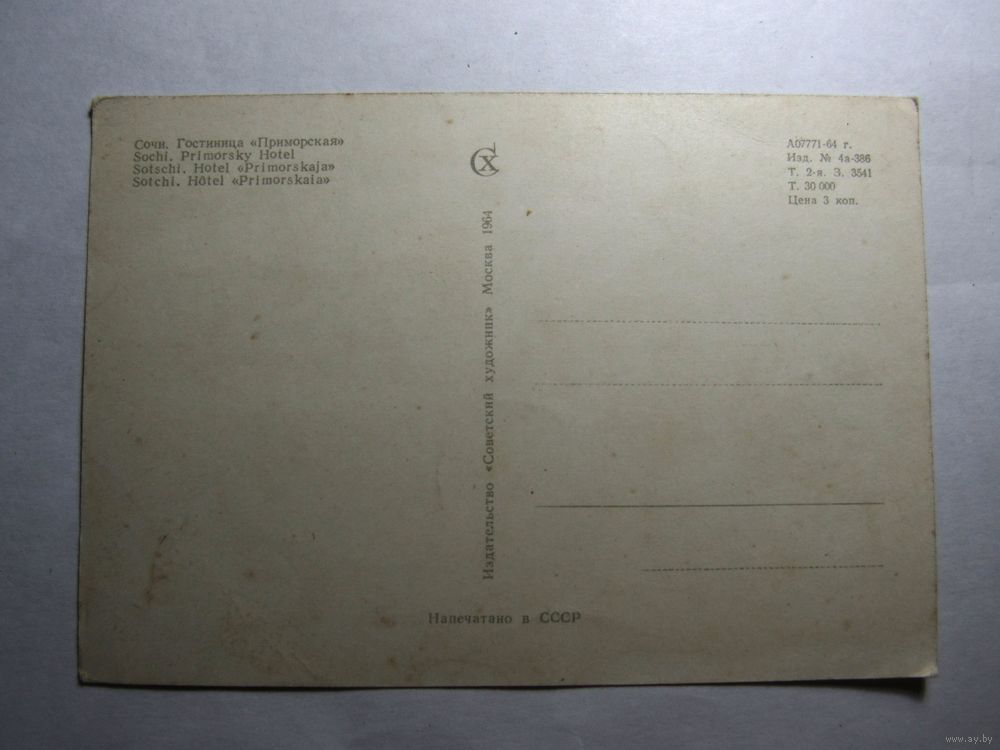 Сочи. Гостиница «Приморская»
Sochi. Primorsky Hotel
Sotschi. Hotel «Primorskaja»
Sotchi. Hôtel «Primorskaia»
СХ
А07771-64 г.
Изд. № 4а-386
Т. 2-я. З. 3541
Т. 30 000
Цена 3 коп.
Издательство «Советский художник» Москва 1964
Напечатано в СССР
www.ay.by